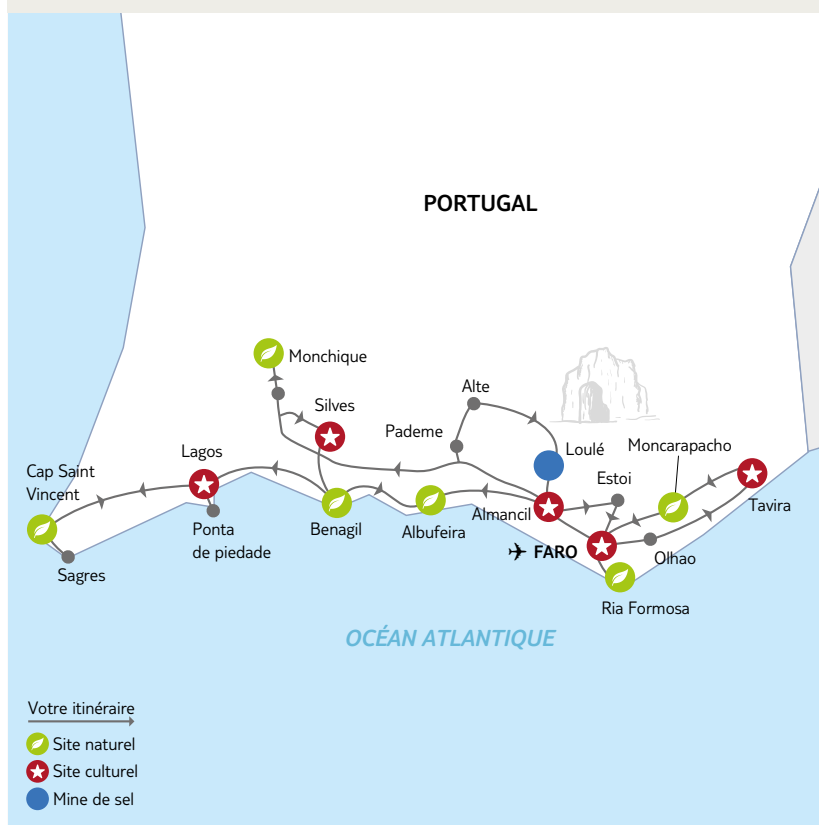 PORTUGAL
Monchique
Alte
Silves
Pademe
Loulé
Moncarapacho
Lagos
Cap Saint
Vincent
Estoi
Tavira
Almancil
Benagil
Albufeira
Ponta
de piedade
FARO
Olhao
Sagres
Ria Formosa
OCÉAN ATLANTIQUE
Votre itinéraire
Site naturel
Site culturel
Mine de sel